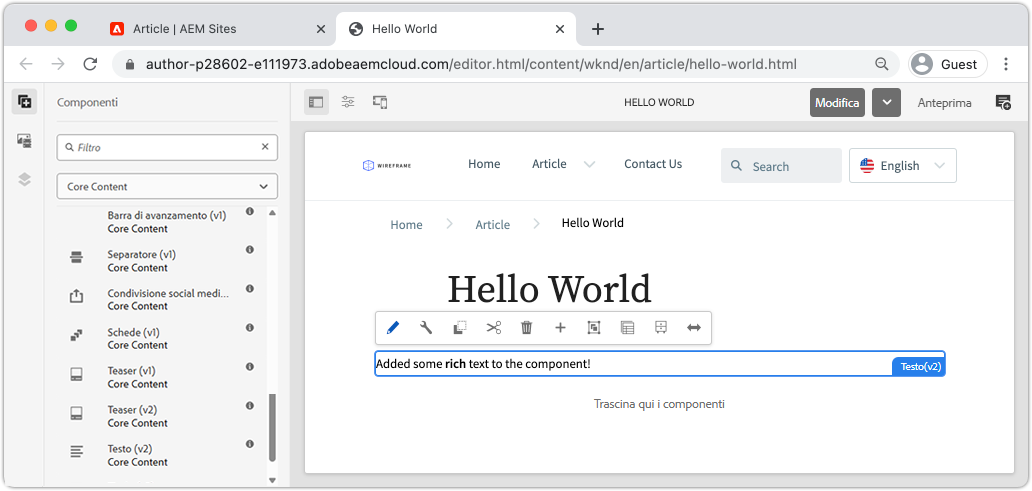 Article | AEM Sites
Hello World
author-p28602-e111973.adobeaemcloud.com/editor.html/content/wknd/en/article/hello-world.html
Guest
Componenti
HELLO WORLD
Modifica
Anteprima
Filtro
Core Content
Barra di avanzamento (v1)
Core Content
Separatore (v1)
Core Content
Condivisione social medi...
Core Content
Schede (v1)
Core Content
Teaser (v1)
Core Content
Teaser (v2)
Core Content
Testo (v2)
Core Content
WIREFRAME
Home
Article
Contact Us
Search
English
Home
Article
Hello World
Hello World
Added some rich text to the component!
Testo(v2)
Trascina qui i componenti